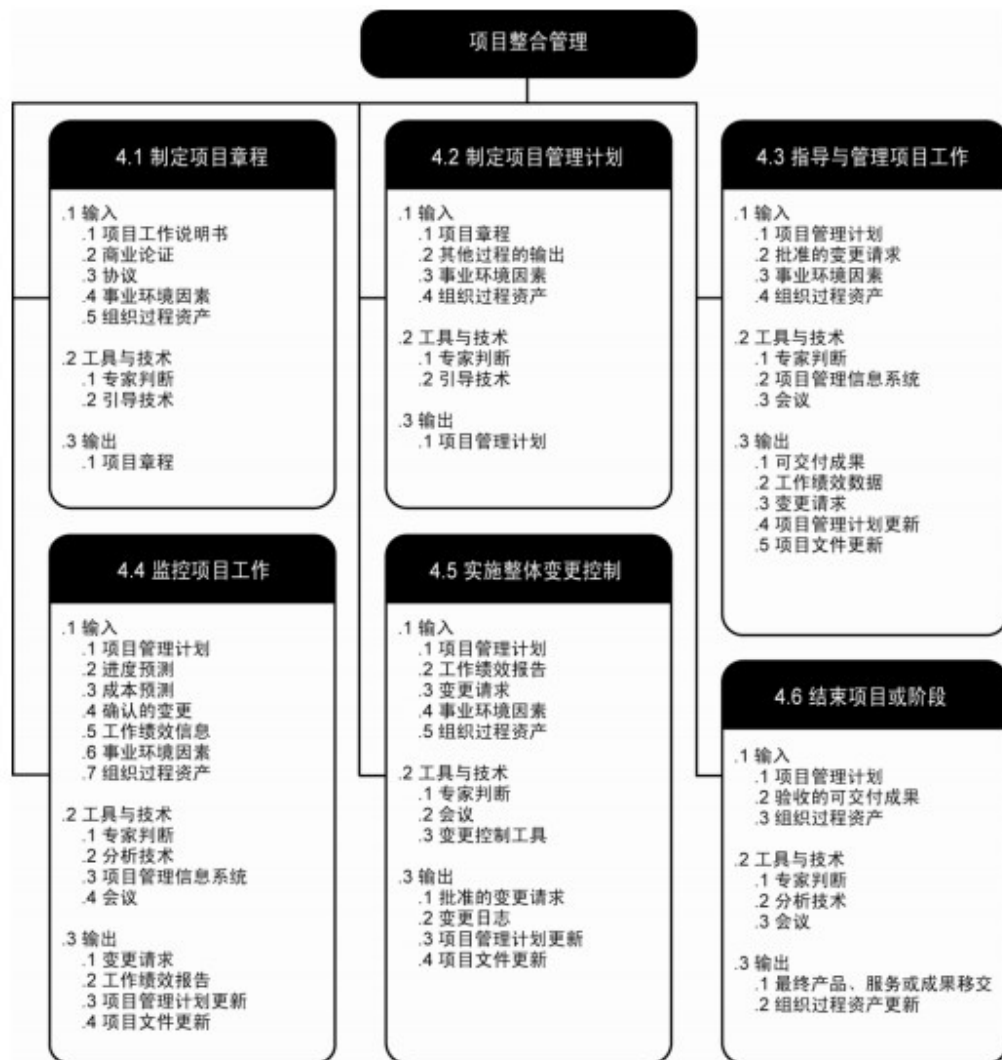 项目整合管理
4.1 制定项目章程
.1 输入
.1 项目工作说明书
.2 商业论证
.3 协议
.4 事业环境因素
.5 组织过程资产
.2 工具与技术
.1 专家判断
.2 引导技术
.3 输出
.1 项目章程
4.2 制定项目管理计划
.1 输入
.1 项目章程
.2 其他过程的输出
.3 事业环境因素
.4 组织过程资产
.2 工具与技术
.1 专家判断
.2 引导技术
.3 输出
.1 项目管理计划
4.3 指导与管理项目工作
.1 输入
.1 项目管理计划
.2 批准的变更请求
.3 事业环境因素
.4 组织过程资产
.2 工具与技术
.1 专家判断
.2 项目管理信息系统
.3 会议
.3 输出
.1 可交付成果
.2 工作绩效数据
.3 变更请求
.4 项目管理计划更新
.5 项目文件更新
4.4 监控项目工作
.1 输入
.1 项目管理计划
.2 进度预测
.3 成本预测
.4 确认的变更
.5 工作绩效信息
.6 事业环境因素
.7 组织过程资产
.2 工具与技术
.1 专家判断
.2 分析技术
.3 项目管理信息系统
.4 会议
.3 输出
.1 变更请求
.2 工作绩效报告
.3 项目管理计划更新
.4 项目文件更新
4.5 实施整体变更控制
.1 输入
.1 项目管理计划
.2 工作绩效报告
.3 变更请求
.4 事业环境因素
.5 组织过程资产
.2 工具与技术
.1 专家判断
.2 会议
.3 变更控制工具
.3 输出
.1 批准的变更请求
.2 变更日志
.3 项目管理计划更新
.4 项目文件更新
4.6 结束项目或阶段
.1 输入
.1 项目管理计划
.2 验收的可交付成果
.3 组织过程资产
.2 工具与技术
.1 专家判断
.2 分析技术
.3 会议
.3 输出
.1 最终产品、服务或成果移交
.2 组织过程资产更新